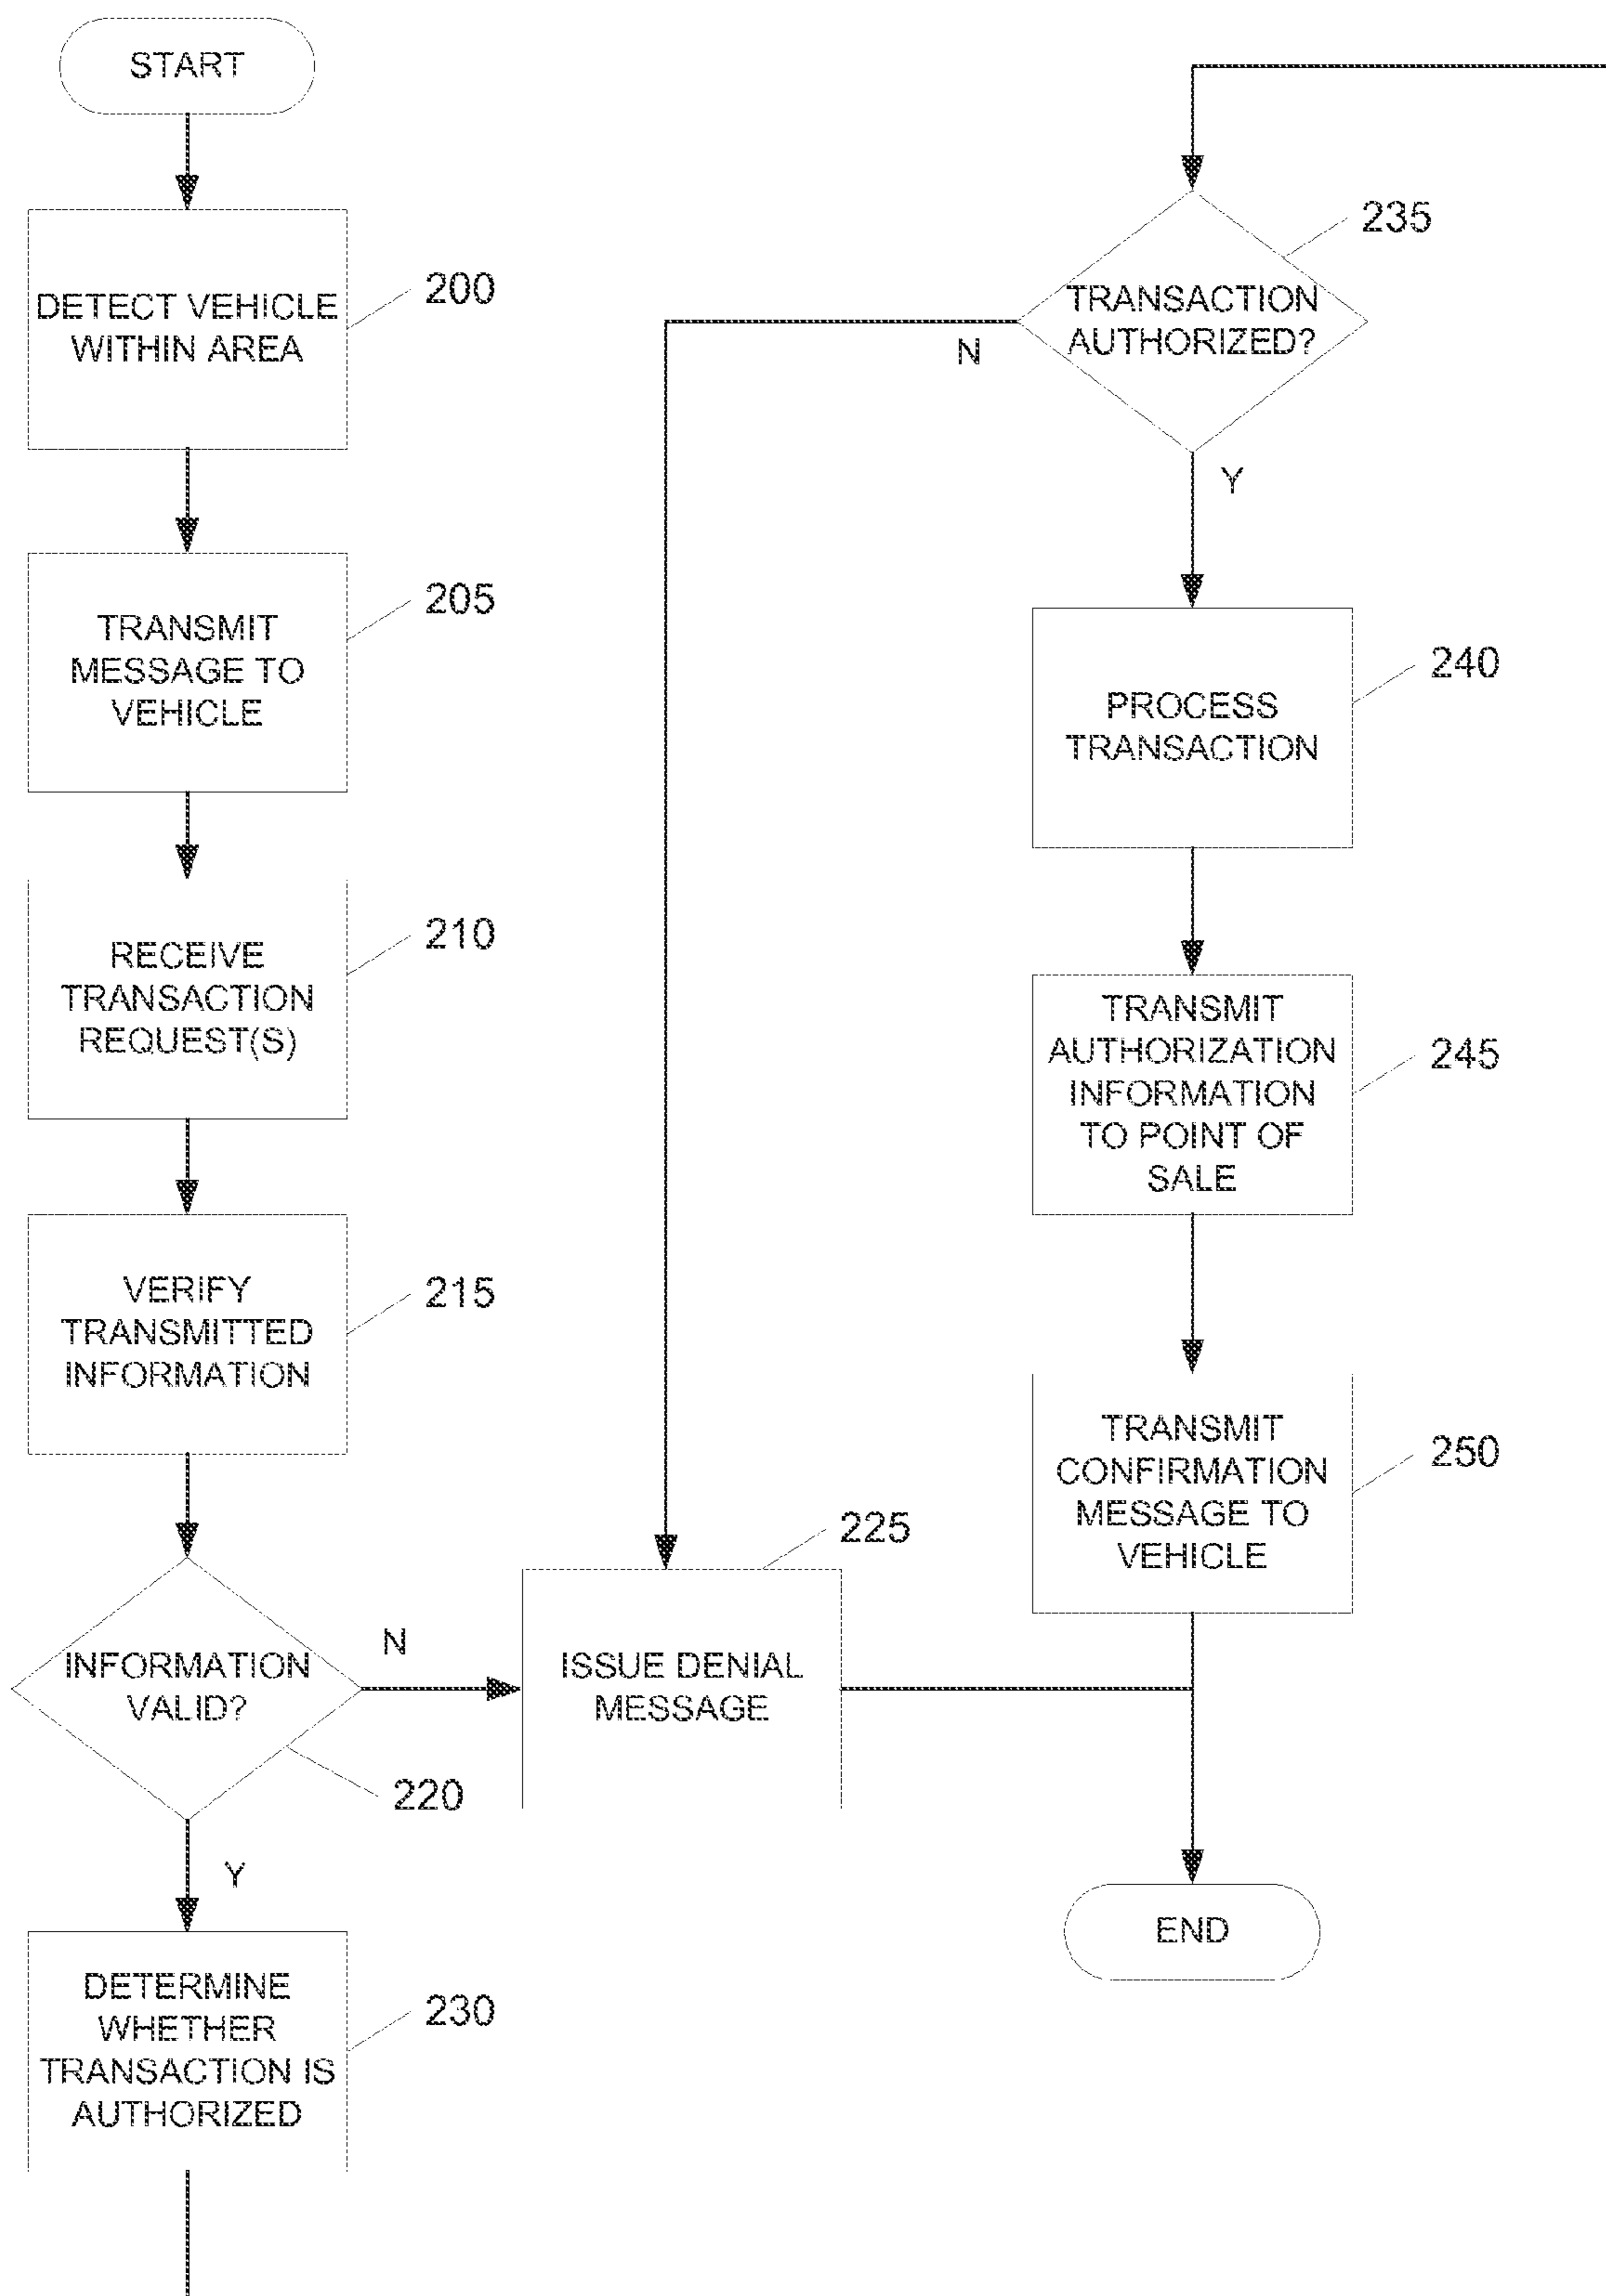 START
DETECT VEHICLE
WITHIN AREA
200
TRANSMIT
MESSAGE TO
VEHICLE
205
RECEIVE
TRANSACTION
REQUEST(S)
210
VERIFY
TRANSMITTED
INFORMATION
215
INFORMATION
VALID?
220
N
Y
ISSUE DENIAL
MESSAGE
225
DETERMINE
WHETHER
TRANSACTION IS
AUTHORIZED
230
TRANSACTION
AUTHORIZED?
235
N
Y
PROCESS
TRANSACTION
240
TRANSMIT
AUTHORIZATION
INFORMATION
TO POINT OF
SALE
245
TRANSMIT
CONFIRMATION
MESSAGE TO
VEHICLE
250
END